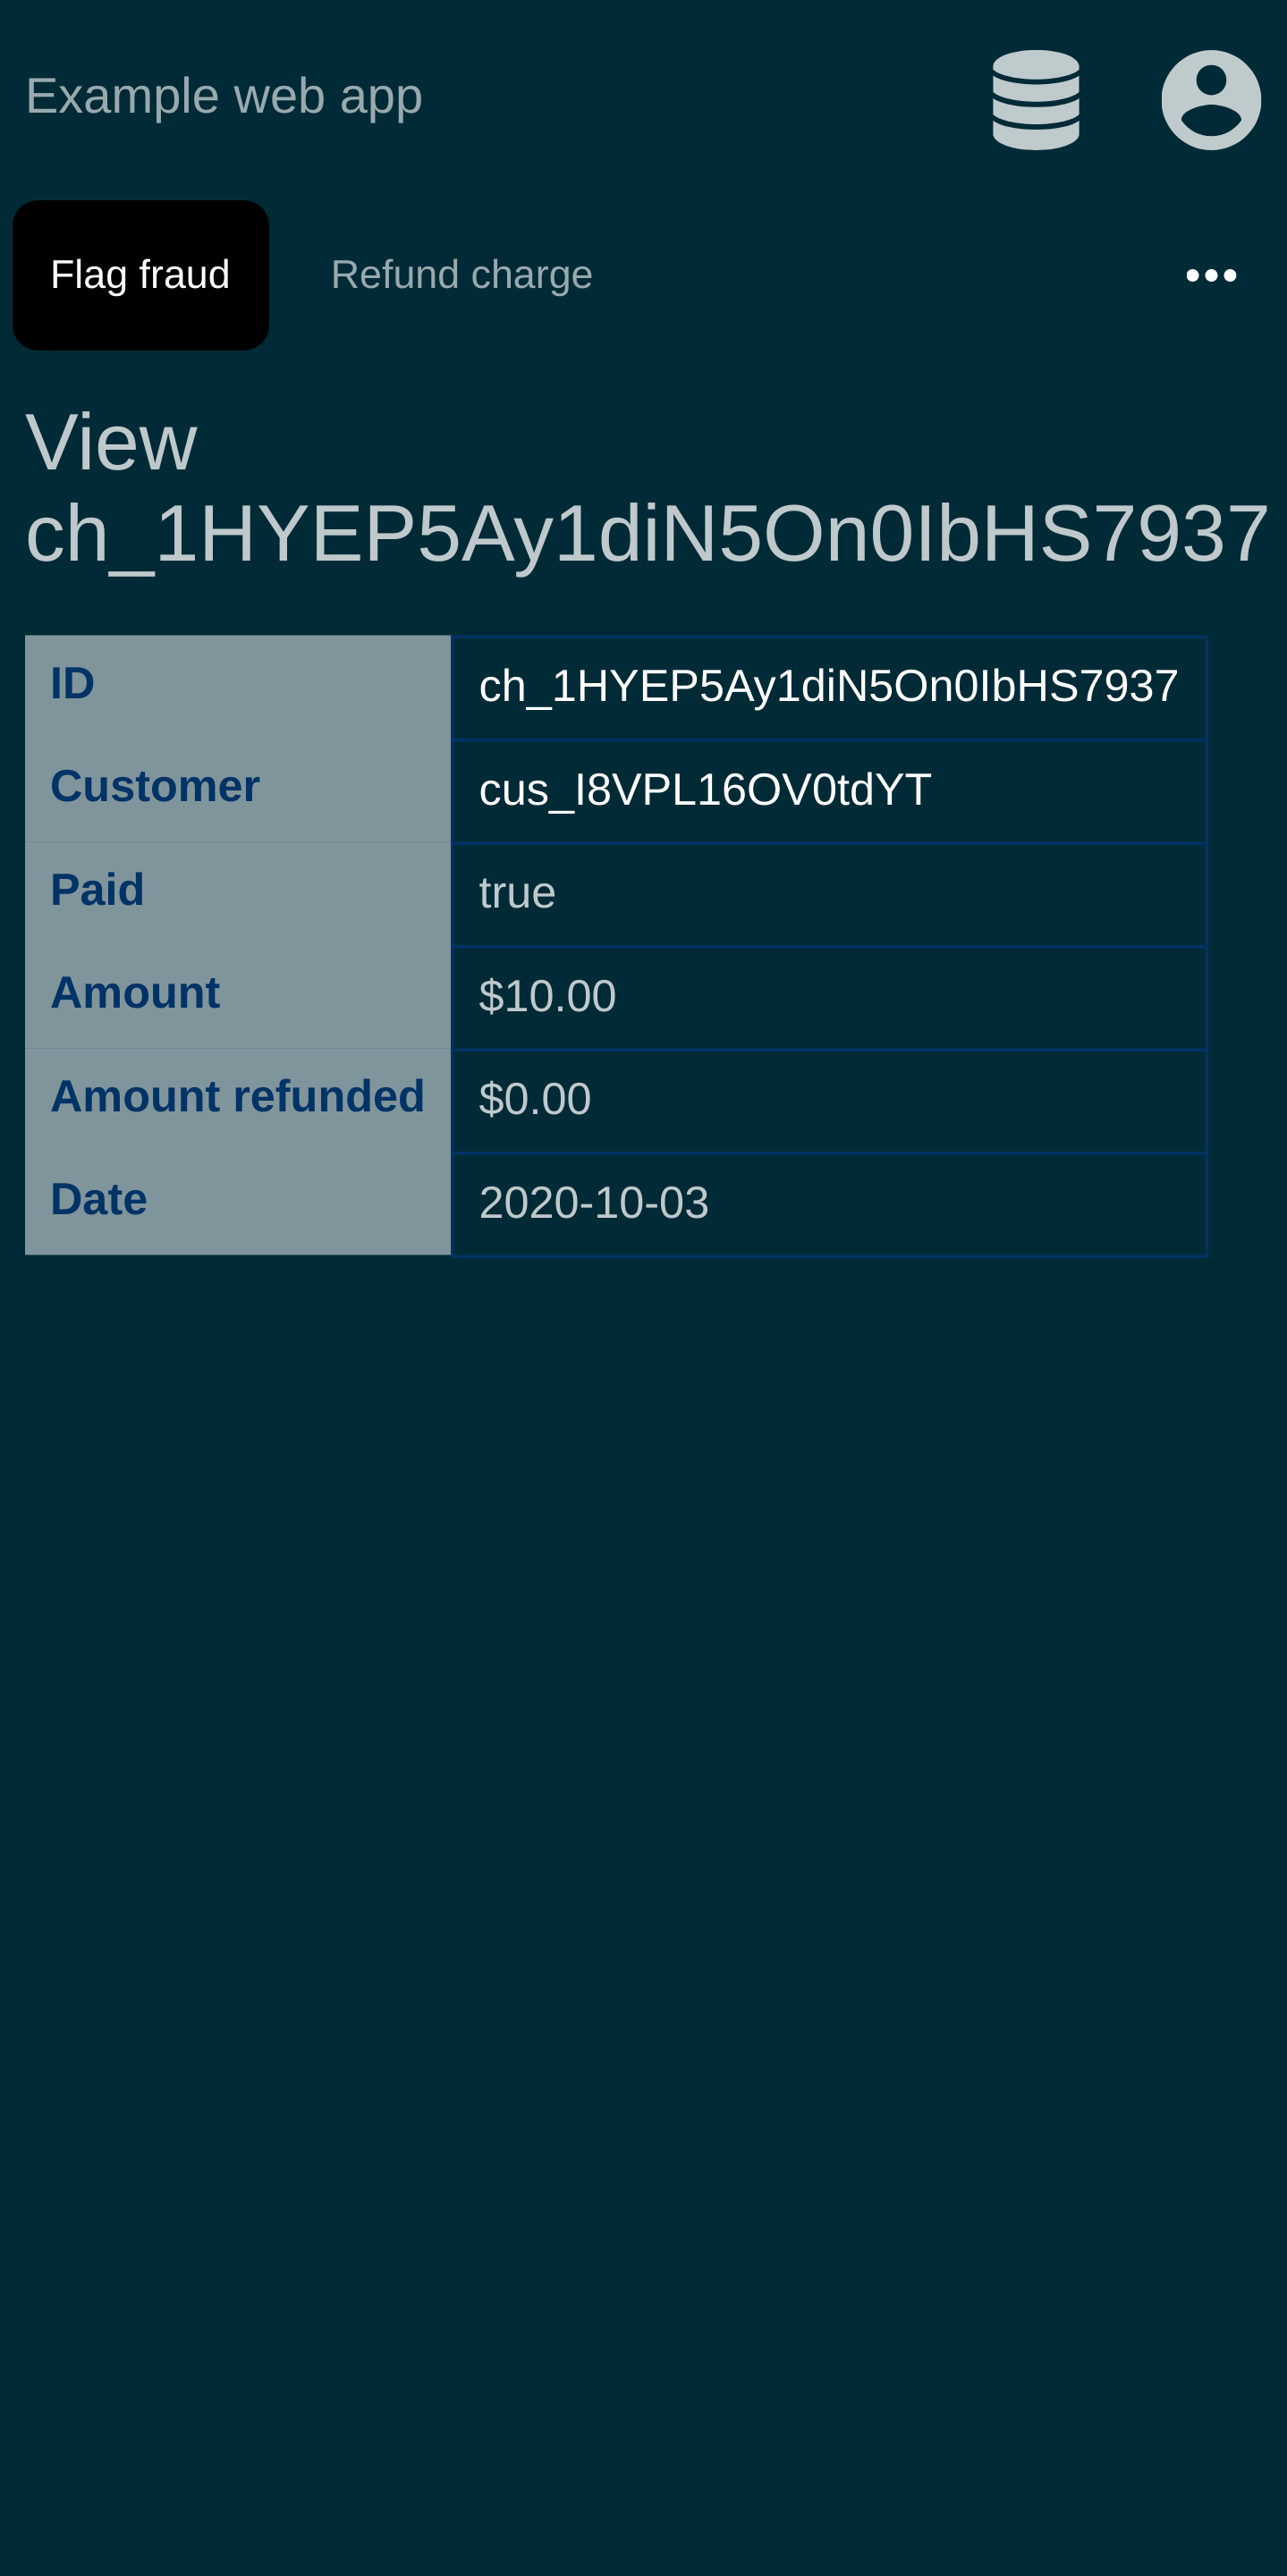 Example web app
Flag fraud Refund charge
View
ch_1HYEP5Ay1diN5On0IbHS7937
ID ch_1HYEP5Ay1diN5On0IbHS7937
Customer cus_I8VPL16OV0tdYT
Paid true
Amount $10.00
Amount refunded $0.00
Date 2020-10-03